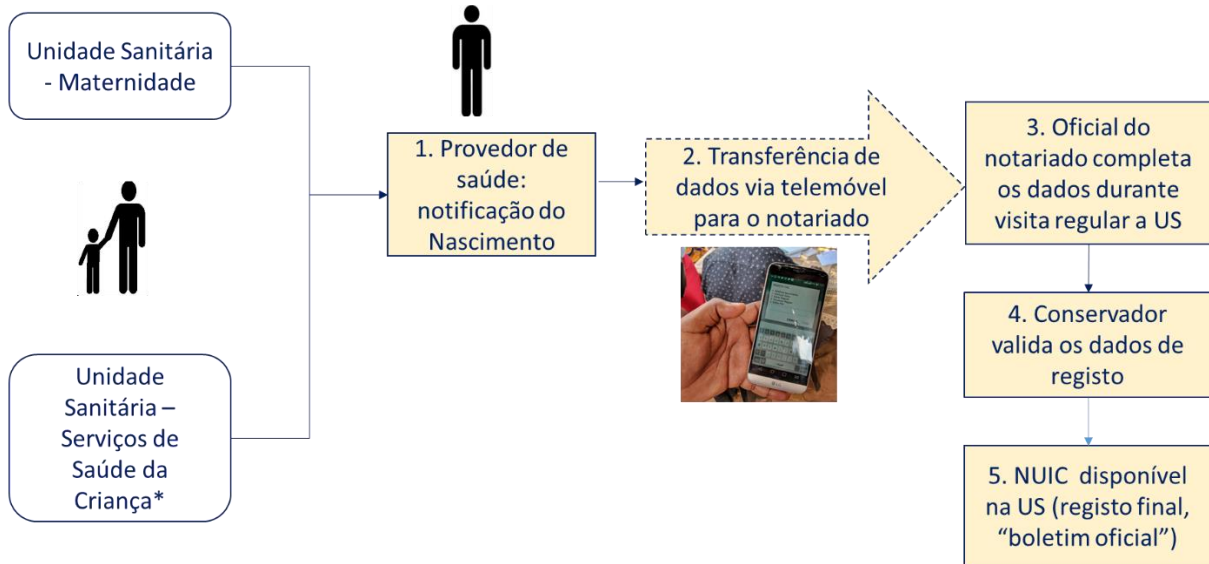 Unidade Sanitária
- Maternidade
Unidade
Sanitária –
Serviços de
Saúde da
Criança*
1. Provedor de
saúde:
notificação do
Nascimento
2. Transferência de
dados via telemóvel
para o notariado
3. Oficial do
notariado completa
os dados durante
visita regular a US
4. Conservador
valida os dados de
registo
5. NUIC disponível
na US (registo final,
“boletim oficial”)